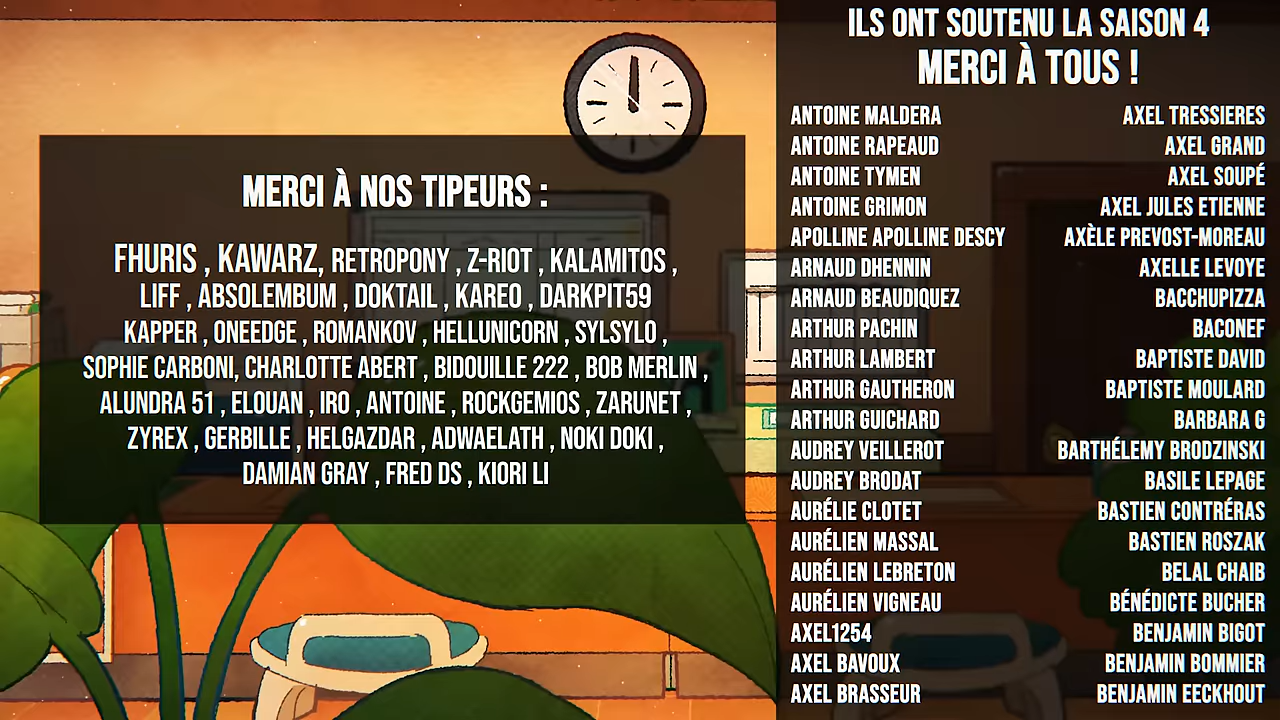 MERCI À NOS TIPEURS :
FHURIS , KAWARZ, RETROPONY , Z-RIOT , KALAMITOS ,
LIFF , ABSOLEMBUM , DOKTAIL , KAREO , DARKPIT59
KAPPER , ONEEDGE , ROMANKOV , HELLUNICORN , SYLSYLO ,
SOPHIE CARBONI, CHARLOTTE ABERT , BIDOUILLE 222 , BOB MERLIN ,
ALUNDRA 51 , ELOUAN , IRO , ANTOINE , ROCKGEMIOS , ZARUNET ,
ZYREX , GERBILLE , HELGAZDAR , ADWAELATH , NOKI DOKI ,
DAMIAN GRAY , FRED DS , KIORI LI
ILS ONT SOUTENU LA SAISON 4
MERCI À TOUS !
ANTOINE MALDERA
ANTOINE RAPEAUD
ANTOINE TYMEN
ANTOINE GRIMON
APOLLINE APOLLINE DESCY
ARNAUD DHENNIN
ARNAUD BEAUDIQUEZ
ARTHUR PACHIN
ARTHUR LAMBERT
ARTHUR GAUTHERON
ARTHUR GUICHARD
AUDREY VEILLEROT
AUDREY BRODAT
AURÉLIE CLOTET
AURÉLIEN MASSAL
AURÉLIEN LEBRETON
AURÉLIEN VIGNEAU
AXEL1254
AXEL BAVOUX
AXEL BRASSEUR
AXEL TRESSIERES
AXEL GRAND
AXEL SOUPÉ
AXEL JULES ETIENNE
AXÈLE PREVOST-MOREAU
AXELLE LEVOYE
BACCHUPIZZA
BACONEF
BAPTISTE DAVID
BAPTISTE MOULARD
BARBARA G
BARTHÉLEMY BRODZINSKI
BASILE LEPAGE
BASTIEN CONTRÉRAS
BASTIEN ROSZAK
BELAL CHAIB
BÉNÉDICTE BUCHER
BENJAMIN BIGOT
BENJAMIN BOMMIER
BENJAMIN EECKHOUT